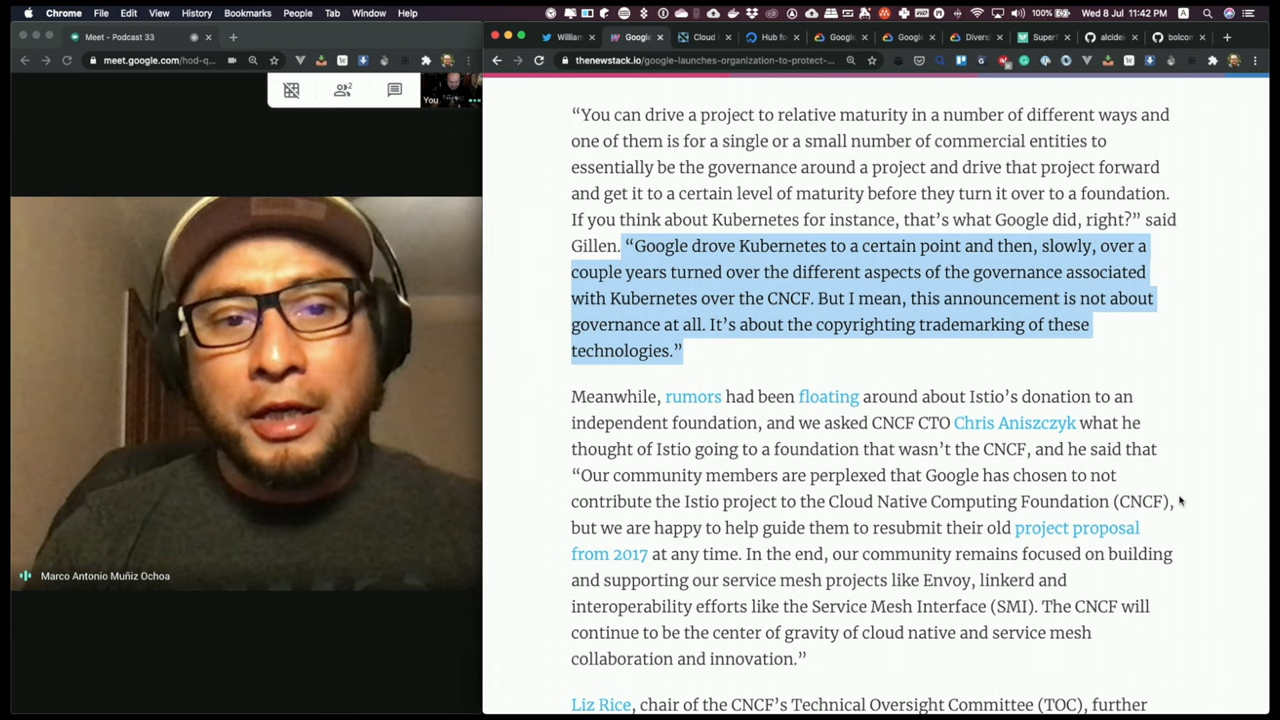 Chrome File Edit View History Bookmarks People Tab Window Help
100% Wed 8 Jul 11:42 PM
Meet - Podcast 33
meet.google.com/hod-q...
You
Marco Antonio Muñiz Ochoa
William
Google
Cloud
Hub fo
Google
Google
Diversi
Supert
alcidei
bolcom
thenewstack.io/google-launches-organization-to-protect-...
“You can drive a project to relative maturity in a number of different ways and
one of them is for a single or a small number of commercial entities to
essentially be the governance around a project and drive that project forward
and get it to a certain level of maturity before they turn it over to a foundation.
If you think about Kubernetes for instance, that’s what Google did, right?” said
Gillen. “Google drove Kubernetes to a certain point and then, slowly, over a
couple years turned over the different aspects of the governance associated
with Kubernetes over the CNCF. But I mean, this announcement is not about
governance at all. It’s about the copyrighting trademarking of these
technologies.”
Meanwhile, rumors had been floating around about Istio’s donation to an
independent foundation, and we asked CNCF CTO Chris Aniszczyk what he
thought of Istio going to a foundation that wasn’t the CNCF, and he said that
“Our community members are perplexed that Google has chosen to not
contribute the Istio project to the Cloud Native Computing Foundation (CNCF),
but we are happy to help guide them to resubmit their old project proposal
from 2017 at any time. In the end, our community remains focused on building
and supporting our service mesh projects like Envoy, linkerd and
interoperability efforts like the Service Mesh Interface (SMI). The CNCF will
continue to be the center of gravity of cloud native and service mesh
collaboration and innovation.”
Liz Rice, chair of the CNCF’s Technical Oversight Committee (TOC), further